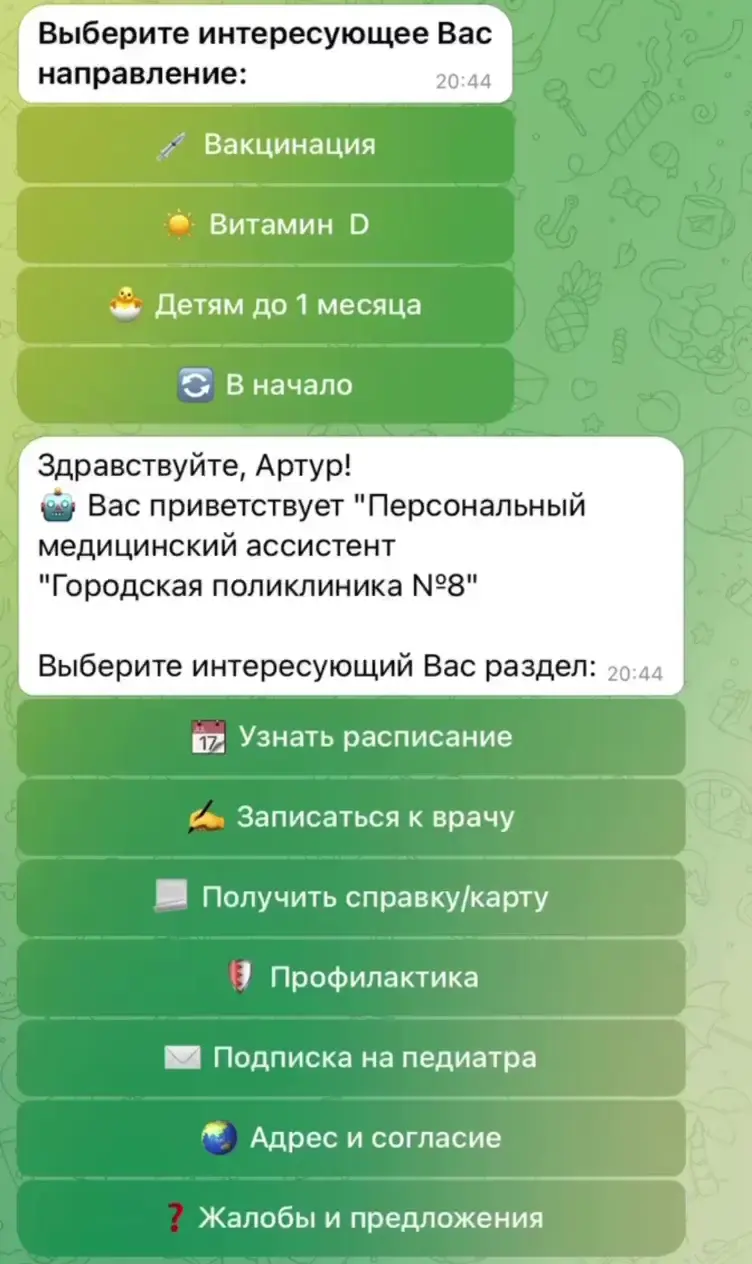 Выберите интересующее Вас
направление:
20:44
Вакцинация
Витамин D
Детям до 1 месяца
В начало
Здравствуйте, Артур!
Вас приветствует "Персональный
медицинский ассистент
"Городская поликлиника №8"
Выберите интересующий Вас раздел: 20:44
17 Узнать расписание
Записаться к врачу
Получить справку/карту
Профилактика
Подписка на педиатра
Адрес и согласие
Жалобы и предложения